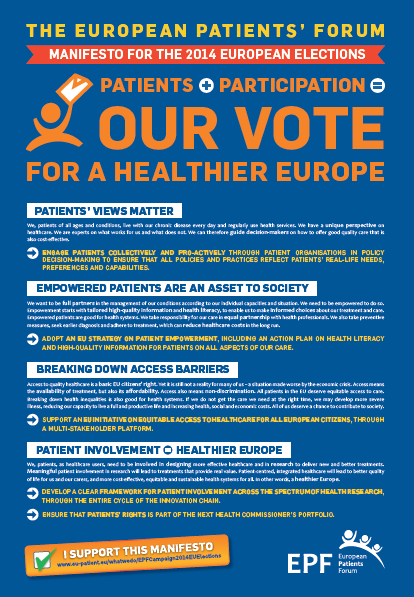 THE EUROPEAN PATIENTS' FORUM
MANIFESTO FOR THE 2014 EUROPEAN ELECTIONS
PATIENTS + PARTICIPATION =
OUR VOTE
FOR A HEALTHIER EUROPE
PATIENTS' VIEWS MATTER
We, patients of all ages and conditions, live with our chronic disease every day and regularly use health services. We have a unique perspective on
healthcare. We are experts on what works for us and what does not. We can therefore guide decision-makers on how to offer good quality care that is
also cost-effective.
ENGAGE PATIENTS COLLECTIVELY AND PRO-ACTIVELY THROUGH PATIENT ORGANISATIONS IN POLICY
DECISION-MAKING TO ENSURE THAT ALL POLICIES AND PRACTICES REFLECT PATIENTS' REAL-LIFE NEEDS,
PREFERENCES AND CAPABILITIES.
EMPOWERED PATIENTS ARE AN ASSET TO SOCIETY
We want to be full partners in the management of our conditions according to our individual capacities and situation. We need to be empowered to do so.
Empowerment starts with tailored high-quality information and health literacy, to enable us to make informed choices about our treatment and care.
Empowered patients are good for health systems. We take responsibility for our care in equal partnership with health professionals. We also take preventive
measures, seek earlier diagnosis and adhere to treatment, which can reduce healthcare costs in the long run.
ADOPT AN EU STRATEGY ON PATIENT EMPOWERMENT, INCLUDING AN ACTION PLAN ON HEALTH LITERACY
AND HIGH-QUALITY INFORMATION FOR PATIENTS ON ALL ASPECTS OF OUR CARE.
BREAKING DOWN ACCESS BARRIERS
Access to quality healthcare is a basic EU citizens' right. Yet it is still not a reality for many of us - a situation made worse by the economic crisis. Access means
the availability of treatment, but also its affordability. Access also means non-discrimination. All patients in the EU deserve equitable access to care.
Breaking down health inequalities is also good for health systems. If we do not get the care we need at the right time, we may develop more severe
illness, reducing our capacity to live a full and productive life and increasing health, social and economic costs. All of us deserve a chance to contribute to society.
SUPPORT AN EU INITIATIVE ON EQUITABLE ACCESS TO HEALTHCARE FOR ALL EUROPEAN CITIZENS, THROUGH
A MULTI-STAKEHOLDER PLATFORM.
PATIENT INVOLVEMENT = HEALTHIER EUROPE
We, patients, as healthcare users, need to be involved in designing more effective healthcare and in research to deliver new and better treatments.
Meaningful patient involvement in research will lead to treatments that provide real value. Patient-centred, integrated healthcare will lead to better quality
of life for us and our carers, and more cost-effective, equitable and sustainable health systems for all. In other words, a healthier Europe.
DEVELOP A CLEAR FRAMEWORK FOR PATIENT INVOLVEMENT ACROSS THE SPECTRUM OF HEALTH RESEARCH,
THROUGH THE ENTIRE CYCLE OF THE INNOVATION CHAIN.
ENSURE THAT PATIENTS' RIGHTS IS PART OF THE NEXT HEALTH COMMISSIONER'S PORTFOLIO.
I SUPPORT THIS MANIFESTO
www.eu-patient.eu/whatwedo/EPFCampaign2014EUElections
EPF European
Patients
Forum